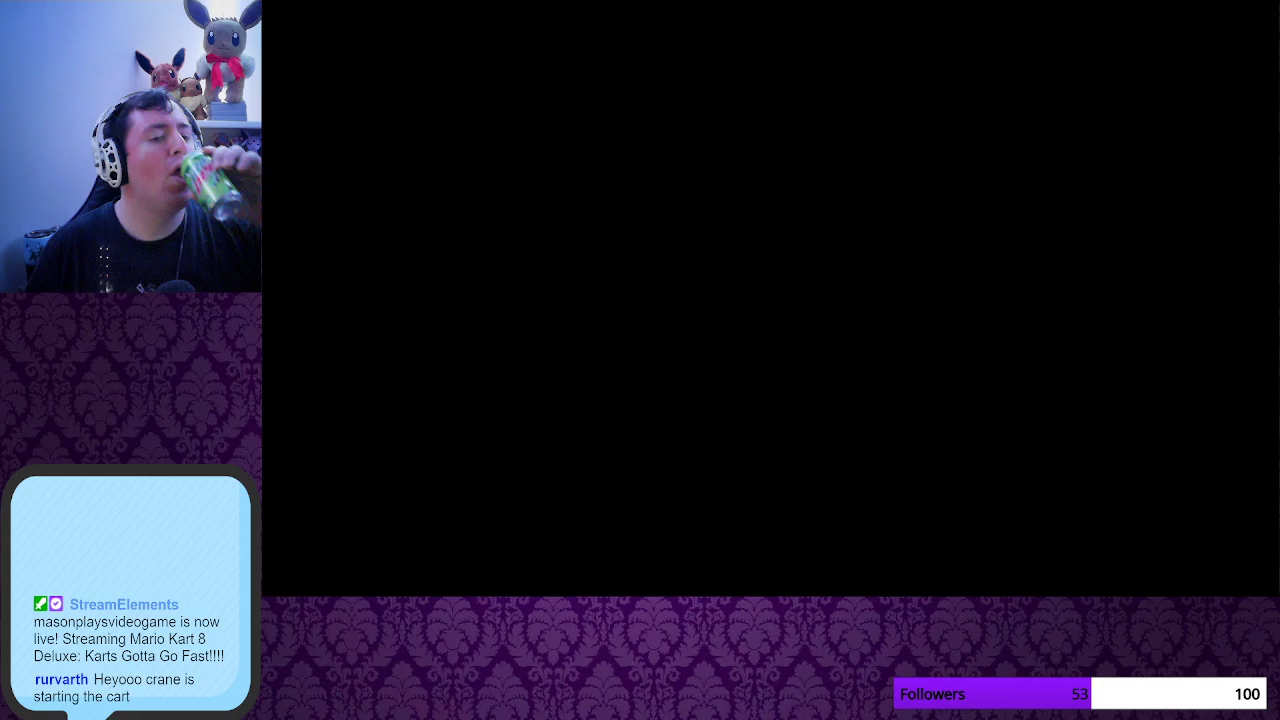 StreamElements
masonplaysvideogame is now
live! Streaming Mario Kart 8
Deluxe: Karts Gotta Go Fast!!!!
rurvarth Heyooo crane is
starting the cart
Followers 53 100